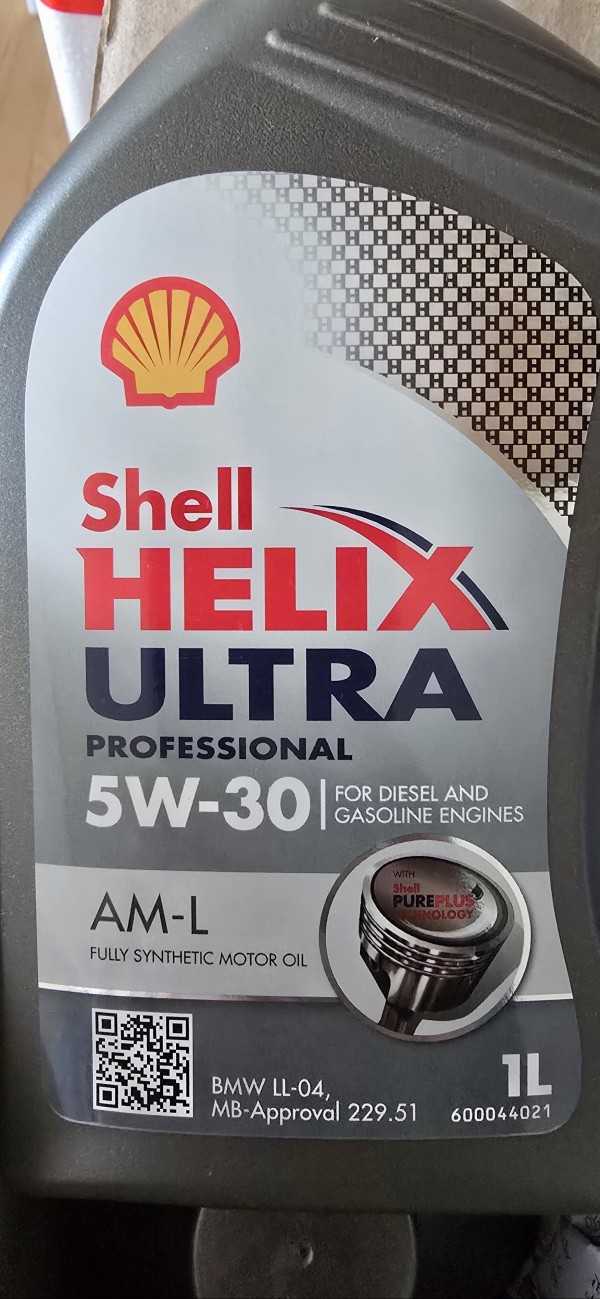 Shell
HELIX
ULTRA
PROFESSIONAL
5W-30
FOR DIESEL AND
GASOLINE ENGINES
AM-L
FULLY SYNTHETIC MOTOR OIL
WITH
Shell
PUREPLUS
TECHNOLOGY
BMW LL-04,
MB-Approval 229.51
1L
600044021